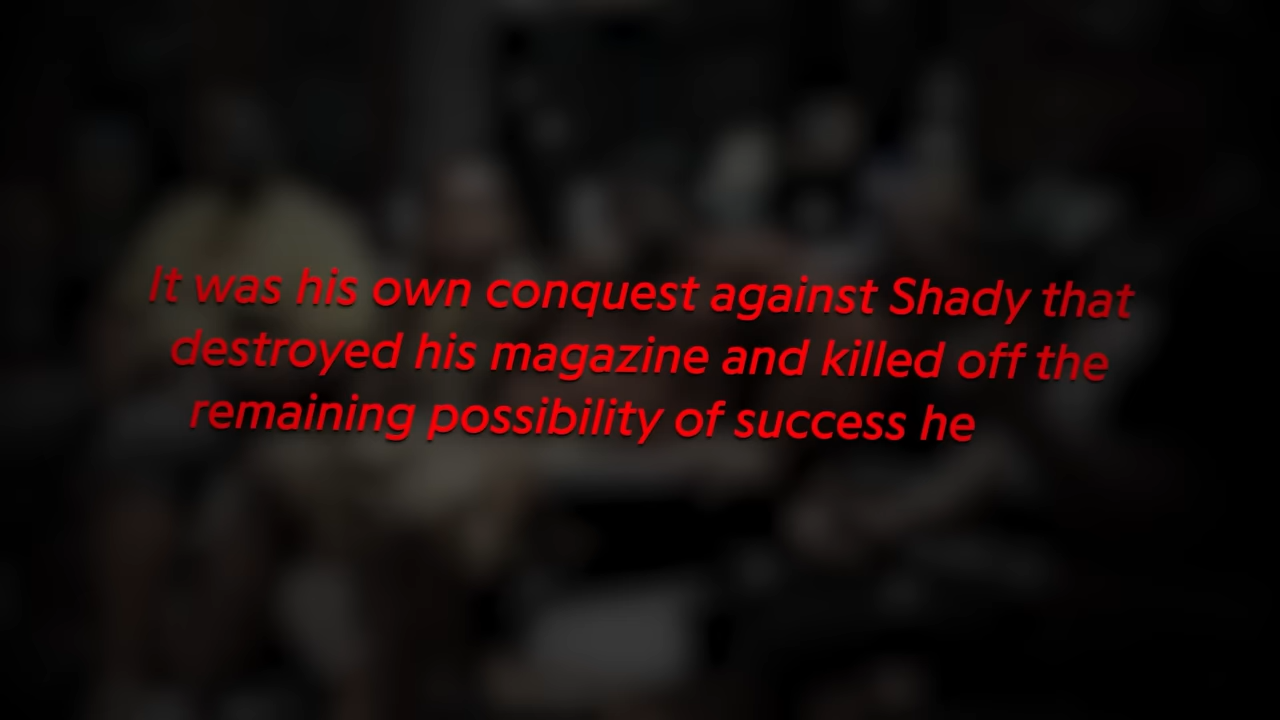 It was his own conquest against Shady that
destroyed his magazine and killed off the
remaining possibility of success he